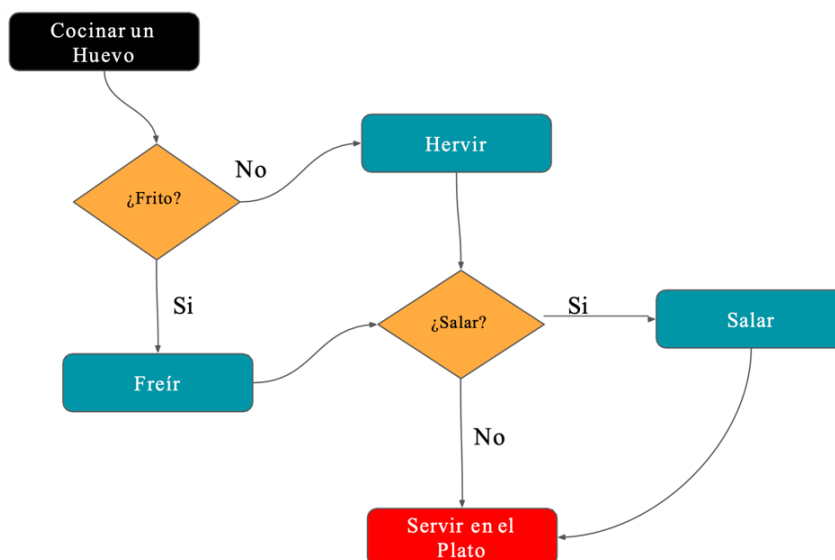 Cocinar un
Huevo
No
Hervir
¿Frito?
Si
¿Salar?
Si
Salar
Freír
No
Servir en el
Plato